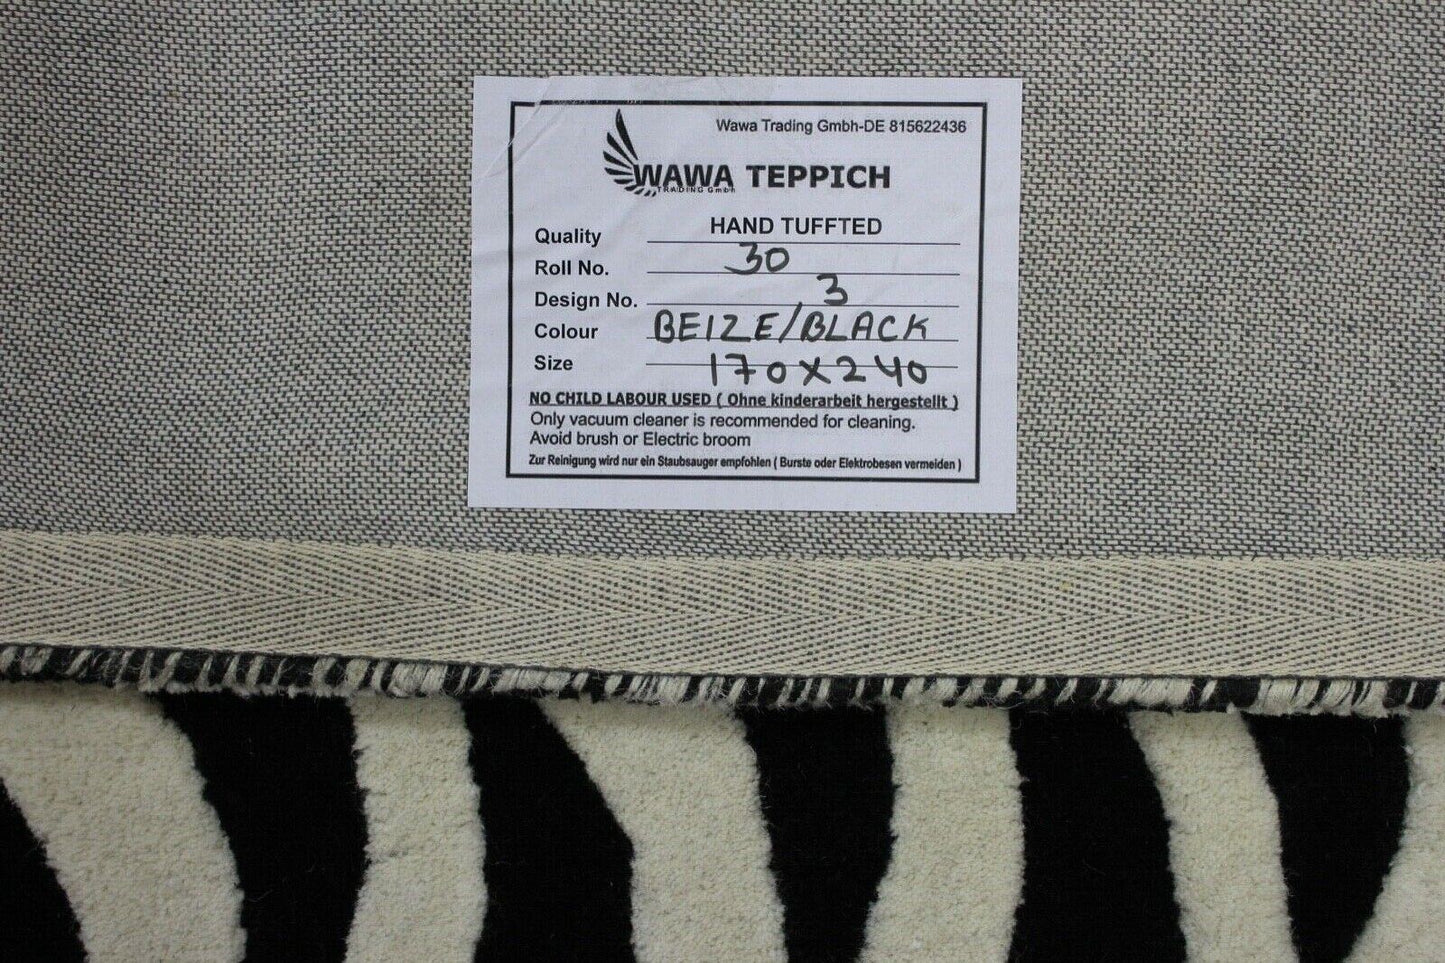 Wawa Trading Gmbh-DE 815622436
WAWA TEPPICH
TRADING Gmbh
Quality HAND TUFFTED
Roll No. 30
Design No. 3
Colour BEIZE/BLACK
Size 170x240
NO CHILD LABOUR USED ( Ohne kinderarbeit hergestellt )
Only vacuum cleaner is recommended for cleaning.
Avoid brush or Electric broom
Zur Reinigung wird nur ein Staubsauger empfohlen ( Burste oder Elektrobesen vermeiden )